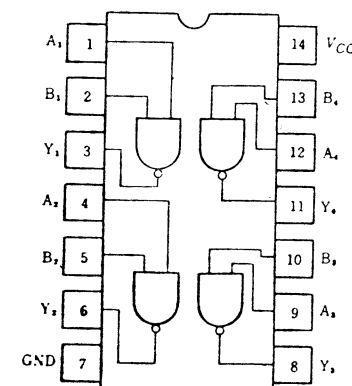 A₁ 1
B₁ 2
Y₁ 3
A₂ 4
B₂ 5
Y₂ 6
GND 7
14 V_CC
13 B₄
12 A₄
11 Y₄
10 B₃
9 A₃
8 Y₃